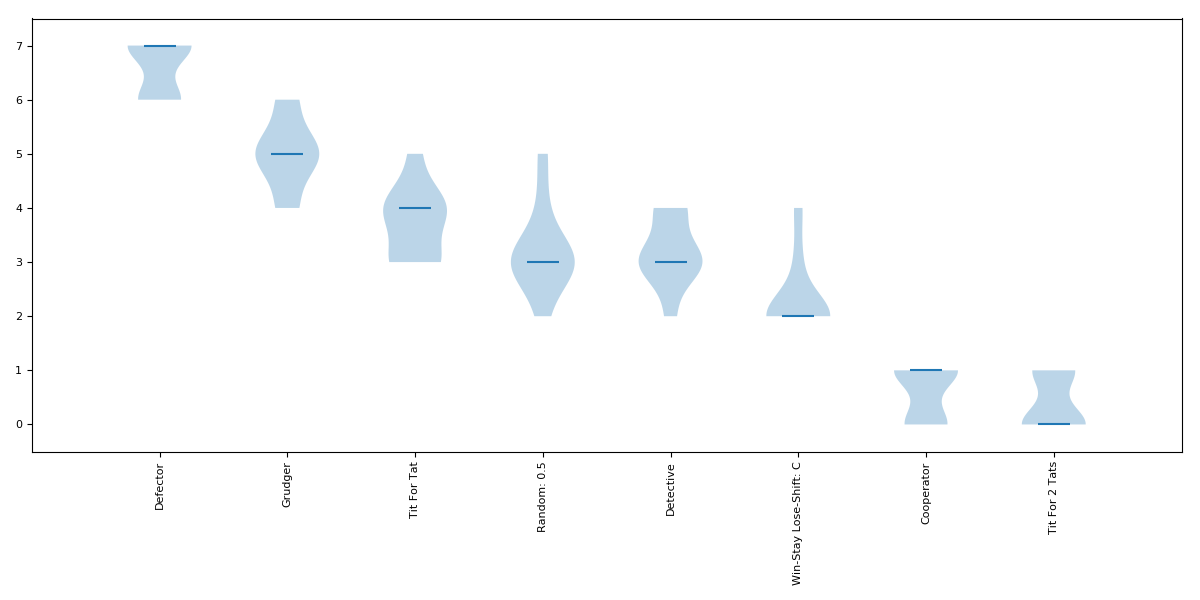 7
6
5
4
3
2
1
0
Defector
Grudger
Tit For Tat
Random: 0.5
Detective
Win-Stay Lose-Shift: C
Cooperator
Tit For 2 Tats